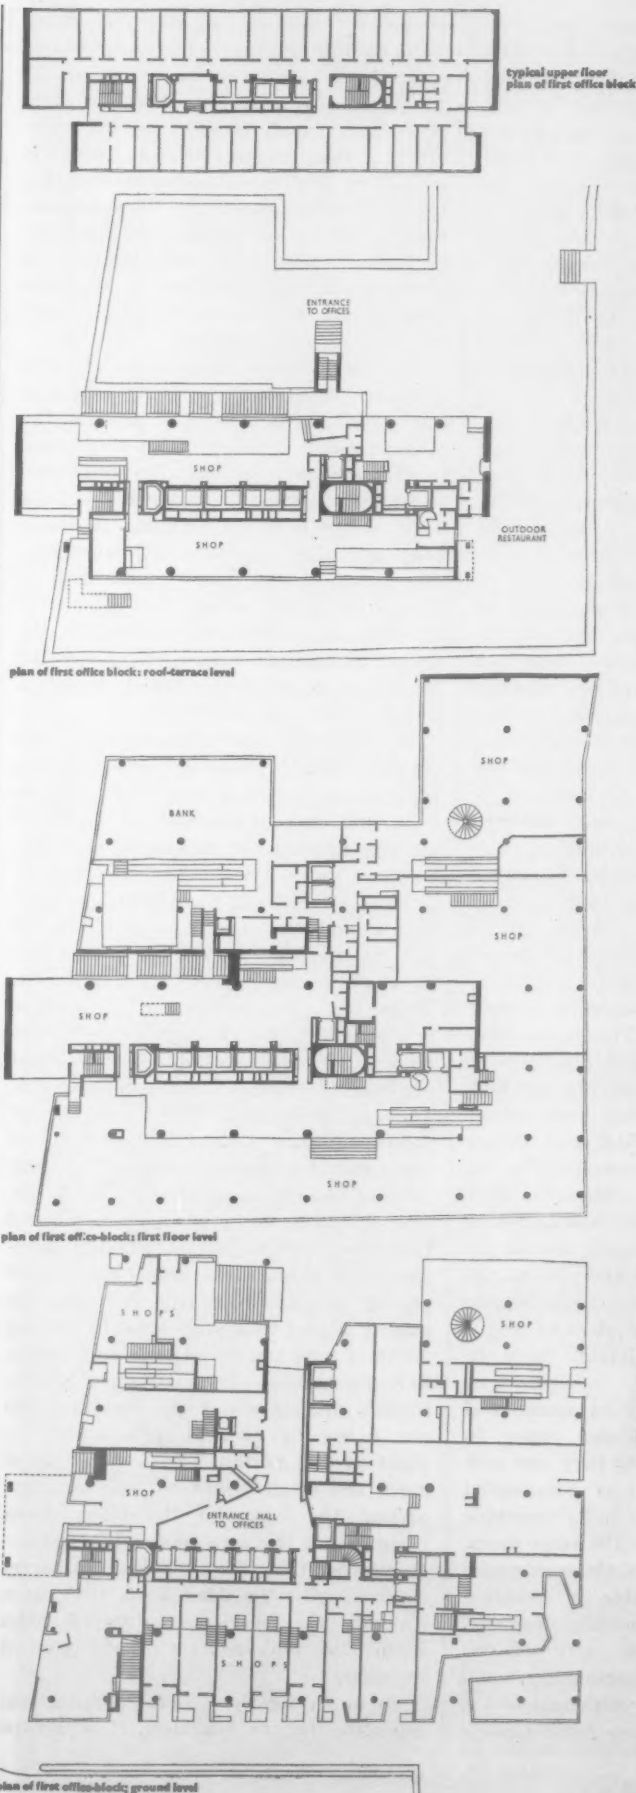 typical upper floor
plan of first office block
ENTRANCE
TO OFFICES
SHOP
SHOP
OUTDOOR
RESTAURANT
plan of first office block: roof-terrace level
SHOP
BANK
SHOP
SHOP
SHOP
plan of first office-block: first floor level
SHOPS
SHOP
SHOP
ENTRANCE HALL
TO OFFICES
SHOPS
plan of first office-block; ground level